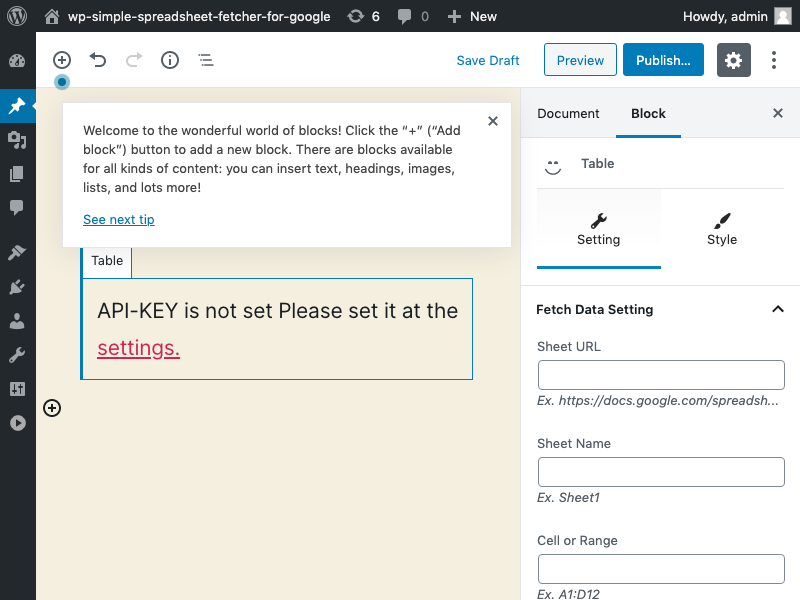 wp-simple-spreadsheet-fetcher-for-google 6 0 New Howdy, admin
Save Draft Preview Publish...
Welcome to the wonderful world of blocks! Click the “+” (“Add
block”) button to add a new block. There are blocks available
for all kinds of content: you can insert text, headings, images,
lists, and lots more!
See next tip
Table
API-KEY is not set Please set it at the
settings.
Document Block
Table
Setting Style
Fetch Data Setting
Sheet URL
Ex. https://docs.google.com/spreadsh...
Sheet Name
Ex. Sheet1
Cell or Range
Ex. A1:D12